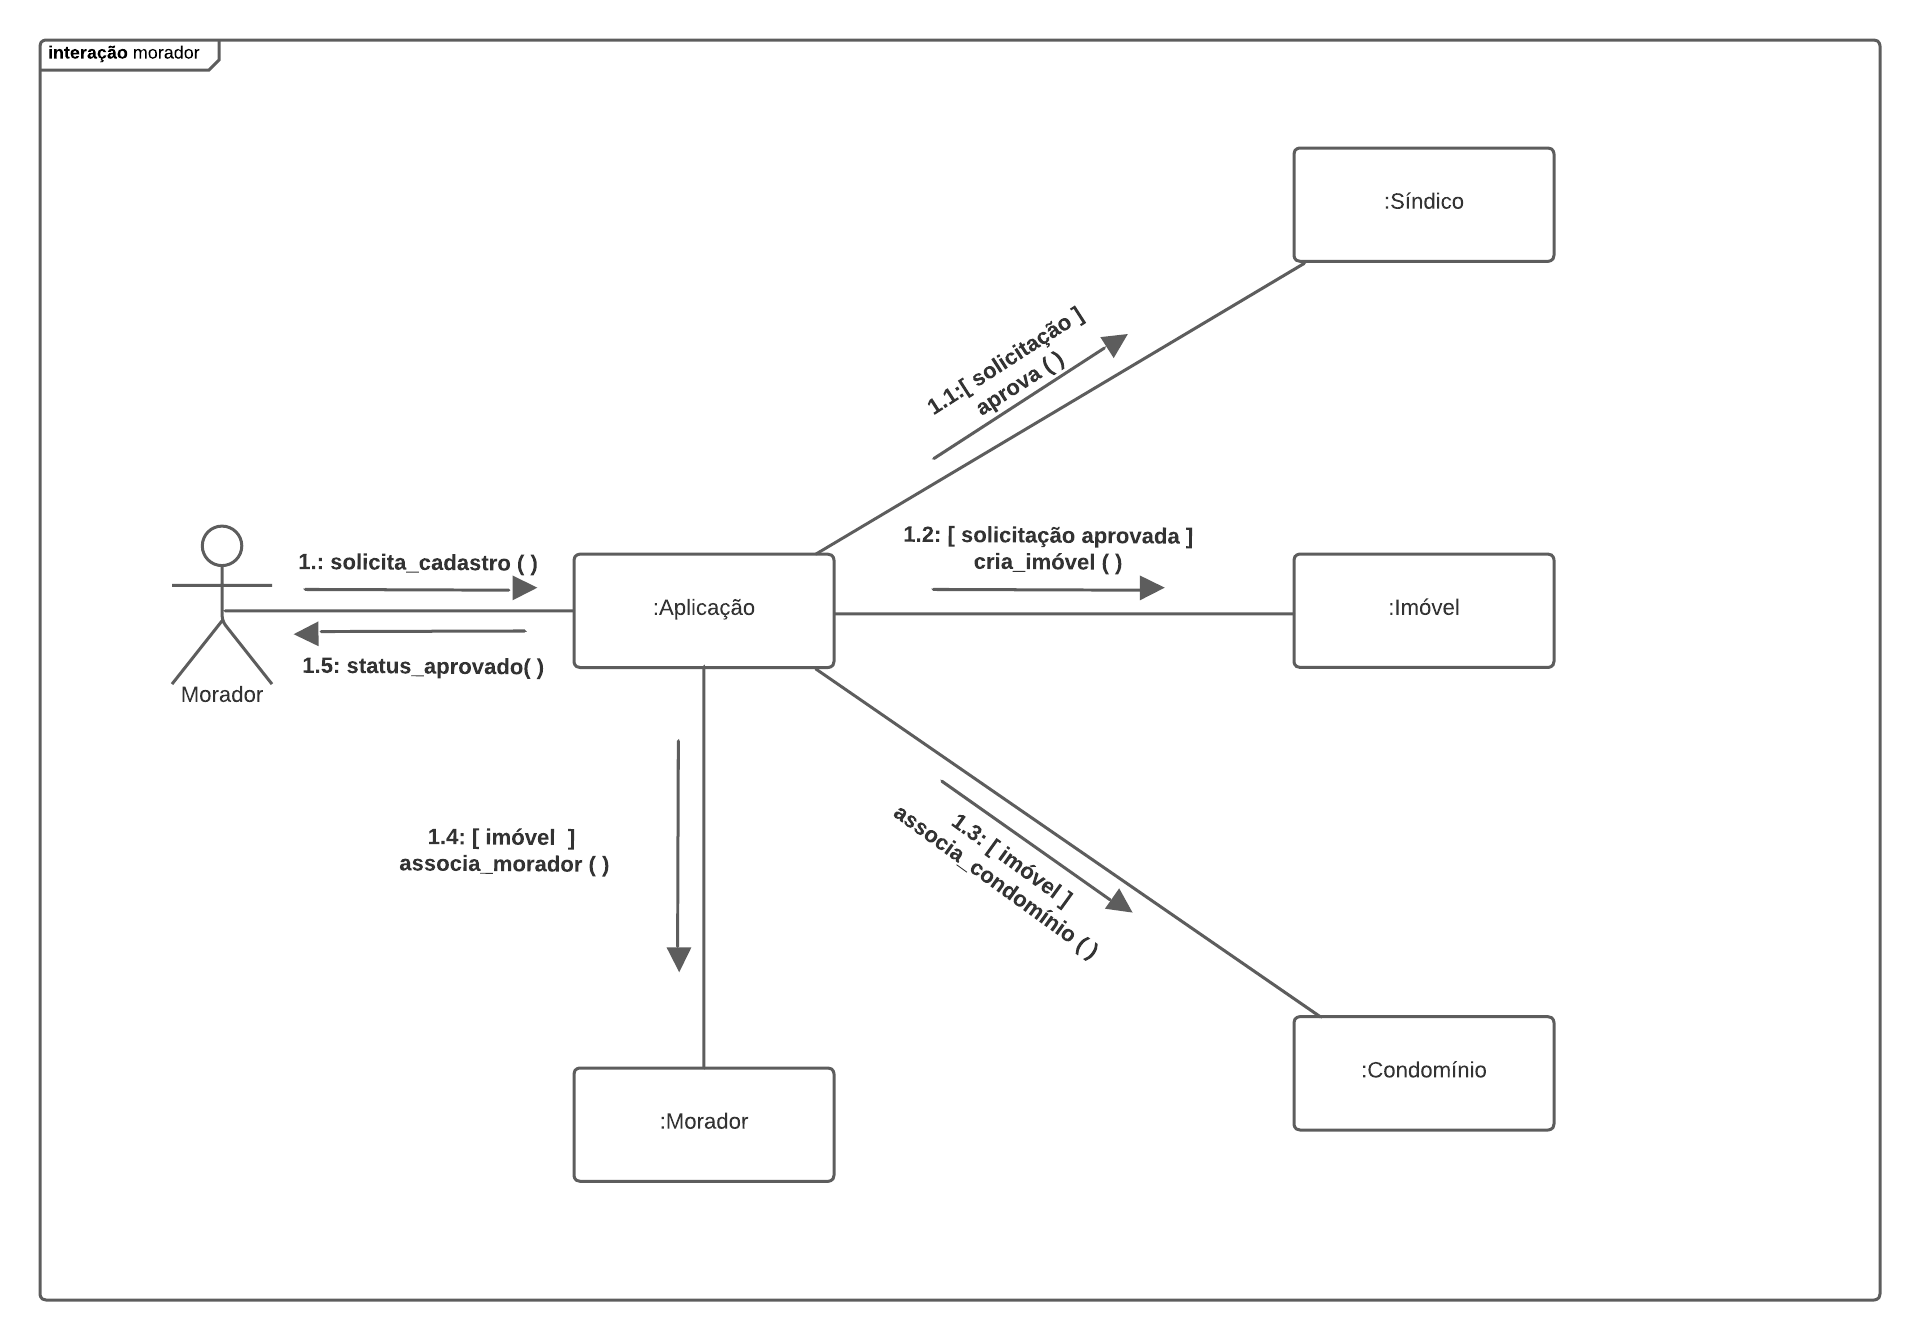 interação morador
:Síndico
1.1:[ solicitação ]
aprova ( )
1.2: [ solicitação aprovada ]
cria_imóvel ( )
1.: solicita_cadastro ( )
:Aplicação
:Imóvel
1.5: status_aprovado( )
Morador
1.4: [ imóvel  ]
associa_morador ( )
1.3: [ imóvel ]
associa_condomínio ( )
:Condomínio
:Morador